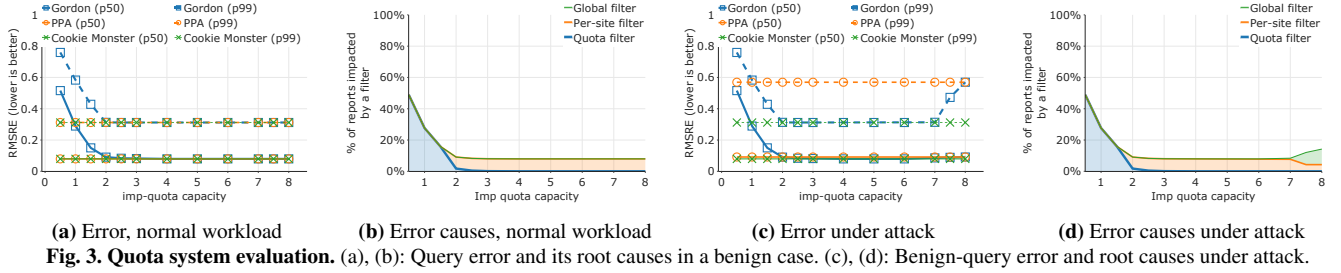 Gordon (p50) Gordon (p99)
PPA (p50) PPA (p99)
Cookie Monster (p50) Cookie Monster (p99)
RMSRE (lower is better)
1
0.8
0.6
0.4
0.2
0
0 1 2 3 4 5 6 7 8
imp-quota capacity
(a) Error, normal workload
Global filter
Per-site filter
Quota filter
% of reports impacted
by a filter
100%
80%
60%
40%
20%
0%
1 2 3 4 5 6 7 8
Imp quota capacity
(b) Error causes, normal workload
Gordon (p50) Gordon (p99)
PPA (p50) PPA (p99)
Cookie Monster (p50) Cookie Monster (p99)
RMSRE (lower is better)
1
0.8
0.6
0.4
0.2
0
0 1 2 3 4 5 6 7 8
imp-quota capacity
(c) Error under attack
Global filter
Per-site filter
Quota filter
% of reports impacted
by a filter
100%
80%
60%
40%
20%
0%
1 2 3 4 5 6 7 8
Imp quota capacity
(d) Error causes under attack
Fig. 3. Quota system evaluation. (a), (b): Query error and its root causes in a benign case. (c), (d): Benign-query error and root causes under attack.